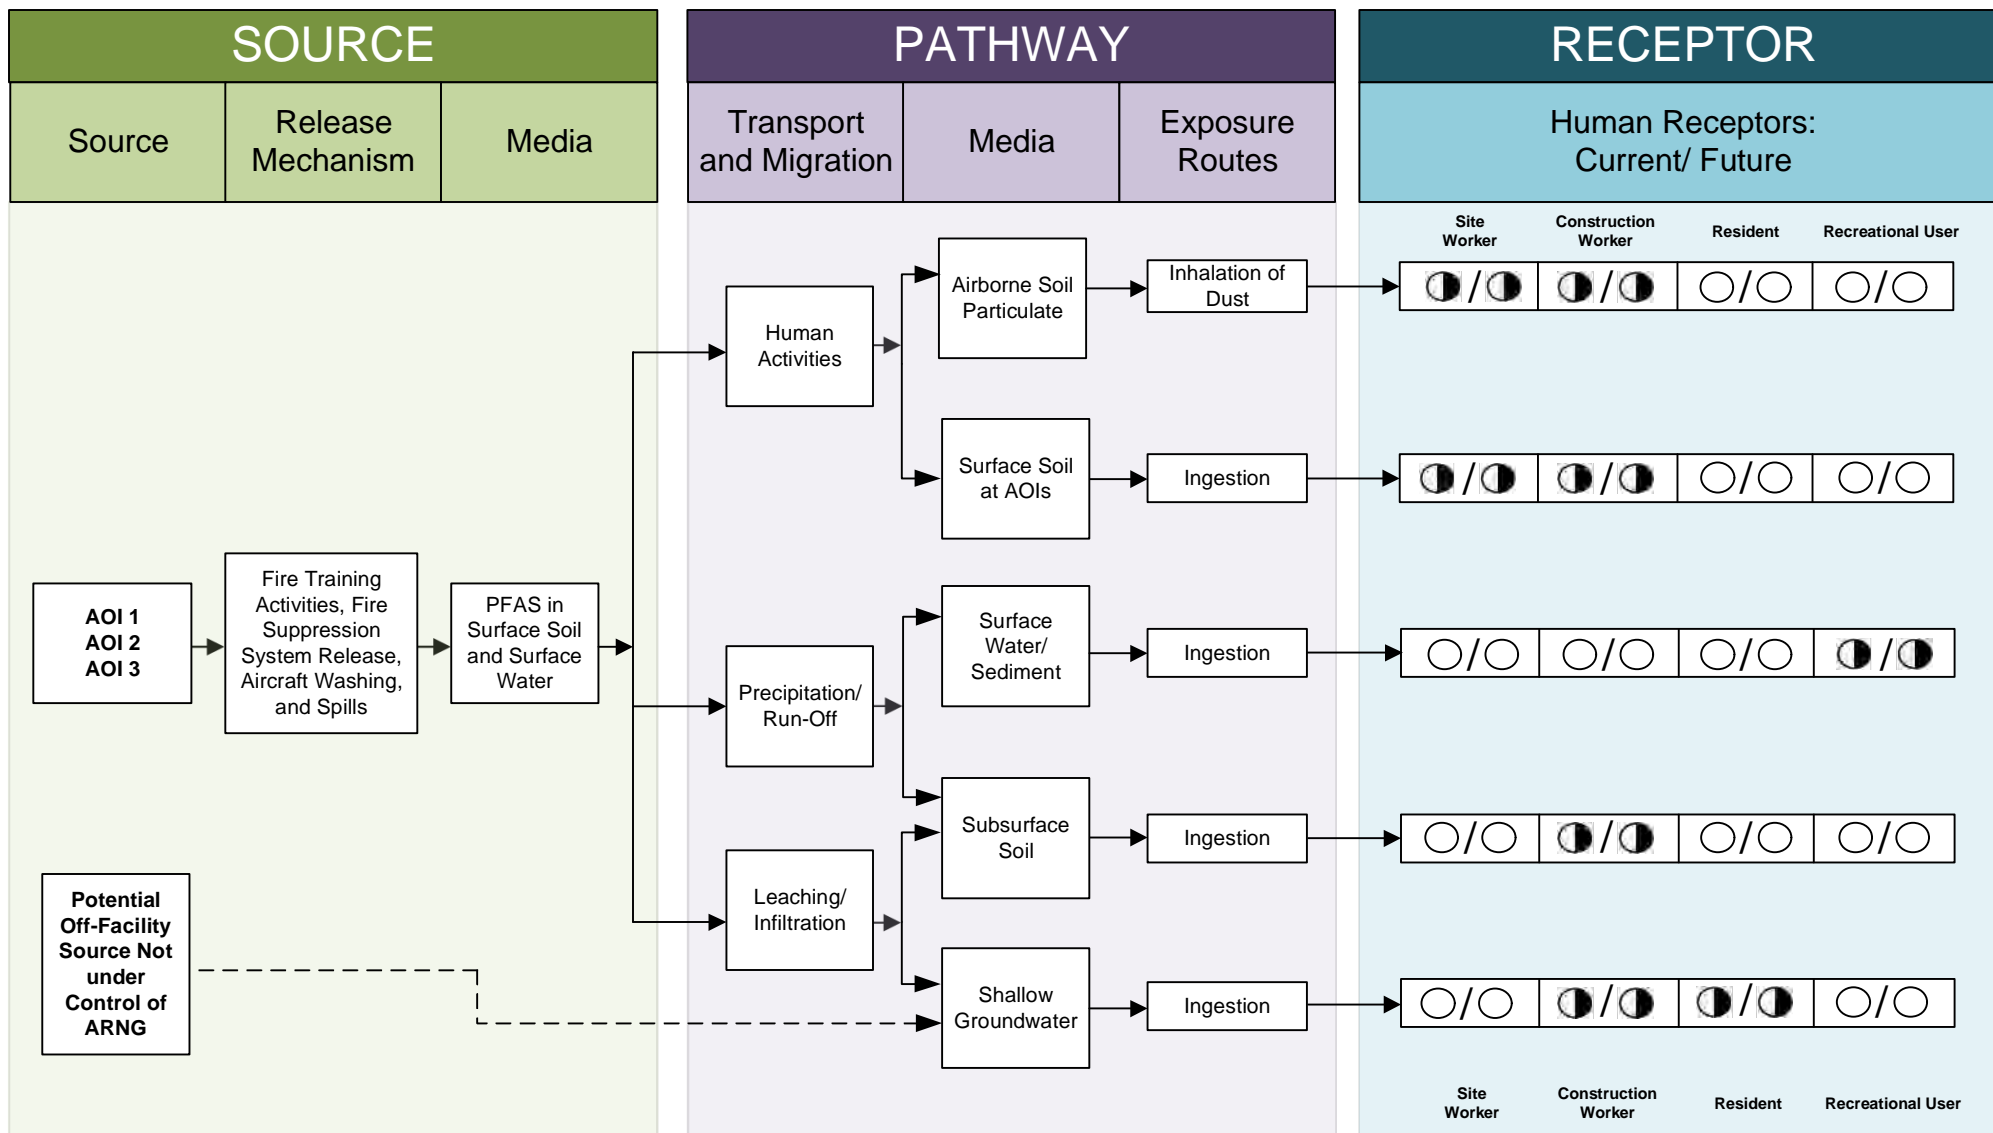 SOURCE
PATHWAY
RECEPTOR
Source
Release
Mechanism
Media
Transport
and Migration
Media
Exposure
Routes
Human Receptors:
Current/ Future
Site
Worker
Construction
Worker
Resident
Recreational User
Airborne Soil
Particulate
Inhalation of
Dust
/
/
/
/
Human
Activities
Surface Soil
at AOIs
Ingestion
/
/
/
/
AOI 1
AOI 2
AOI 3
Fire Training
Activities, Fire
Suppression
System Release,
Aircraft Washing,
and Spills
PFAS in
Surface Soil
and Surface
Water
Surface
Water/
Sediment
Ingestion
/
/
/
/
Precipitation/
Run-Off
Subsurface
Soil
Ingestion
/
/
/
/
Leaching/
Infiltration
Potential
Off-Facility
Source Not
under
Control of
ARNG
Shallow
Groundwater
Ingestion
/
/
/
/
Site
Worker
Construction
Worker
Resident
Recreational User